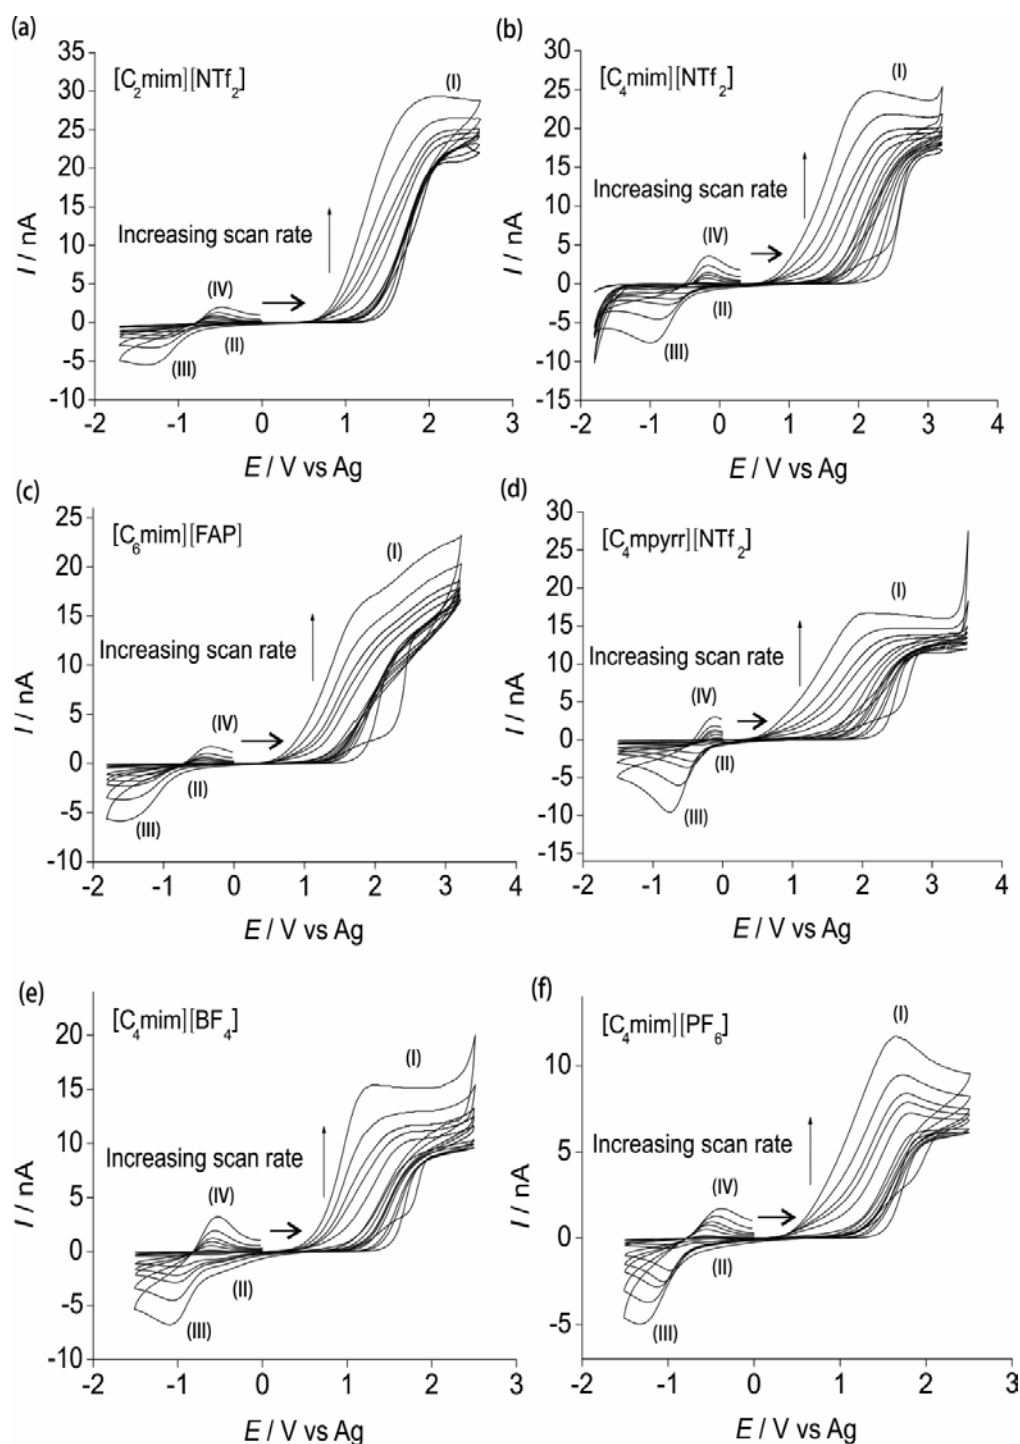 (a)
[C₂mim][NTf₂]
(I)
Increasing scan rate
(IV)
(II)
(III)
I / nA
35
30
25
20
15
10
5
0
-5
-10
-2 -1 0 1 2 3
E / V vs Ag
(b)
[C₄mim][NTf₂]
(I)
Increasing scan rate
(IV)
(II)
(III)
I / nA
30
25
20
15
10
5
0
-5
-10
-15
-2 -1 0 1 2 3 4
E / V vs Ag
(c)
[C₆mim][FAP]
(I)
Increasing scan rate
(IV)
(II)
(III)
I / nA
25
20
15
10
5
0
-5
-10
-2 -1 0 1 2 3 4
E / V vs Ag
(d)
[C₄mpyrr][NTf₂]
(I)
Increasing scan rate
(IV)
(II)
(III)
I / nA
30
25
20
15
10
5
0
-5
-10
-15
-2 -1 0 1 2 3 4
E / V vs Ag
(e)
[C₄mim][BF₄]
(I)
Increasing scan rate
(IV)
(II)
(III)
I / nA
20
15
10
5
0
-5
-10
-2 -1 0 1 2 3
E / V vs Ag
(f)
[C₄mim][PF₆]
(I)
Increasing scan rate
(IV)
(II)
(III)
I / nA
10
5
0
-5
-2 -1 0 1 2 3
E / V vs Ag